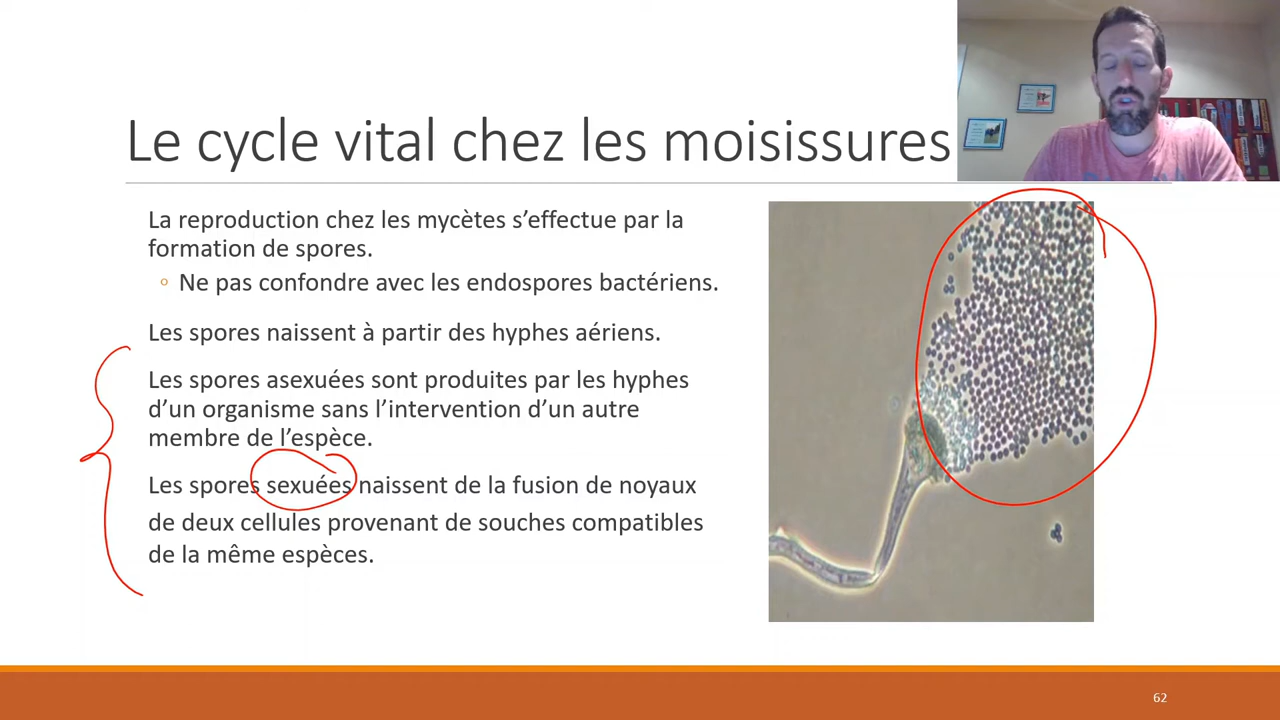 Le cycle vital chez les moisissures
La reproduction chez les mycètes s’effectue par la
formation de spores.
◦ Ne pas confondre avec les endospores bactériens.
Les spores naissent à partir des hyphes aériens.
Les spores asexuées sont produites par les hyphes
d’un organisme sans l’intervention d’un autre
membre de l’espèce.
Les spores sexuées naissent de la fusion de noyaux
de deux cellules provenant de souches compatibles
de la même espèces.
62